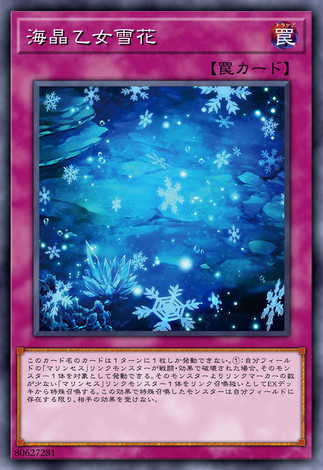 海晶乙女雪花
トラップ
罠
【罠カード】
このカード名のカードは１ターンに１枚しか発動できない。①：自分フィール
ドの「マリンセス」リンクモンスターが戦闘・効果で破壊された場合、そのモン
スター１体を対象として発動できる。そのモンスターよりリンクマーカーの数
が少ない「マリンセス」リンクモンスター１体をリンク召喚扱いとしてEXデッ
キから特殊召喚する。この効果で特殊召喚したモンスターは自分フィールドに
存在する限り、相手の効果を受けない。
80627281